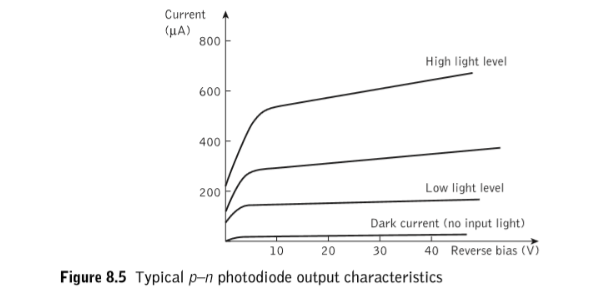 Current
(μA)
800
High light level
600
400
200
Low light level
Dark current (no input light)
10 20 30 40 Reverse bias (V)
Figure 8.5 Typical p–n photodiode output characteristics